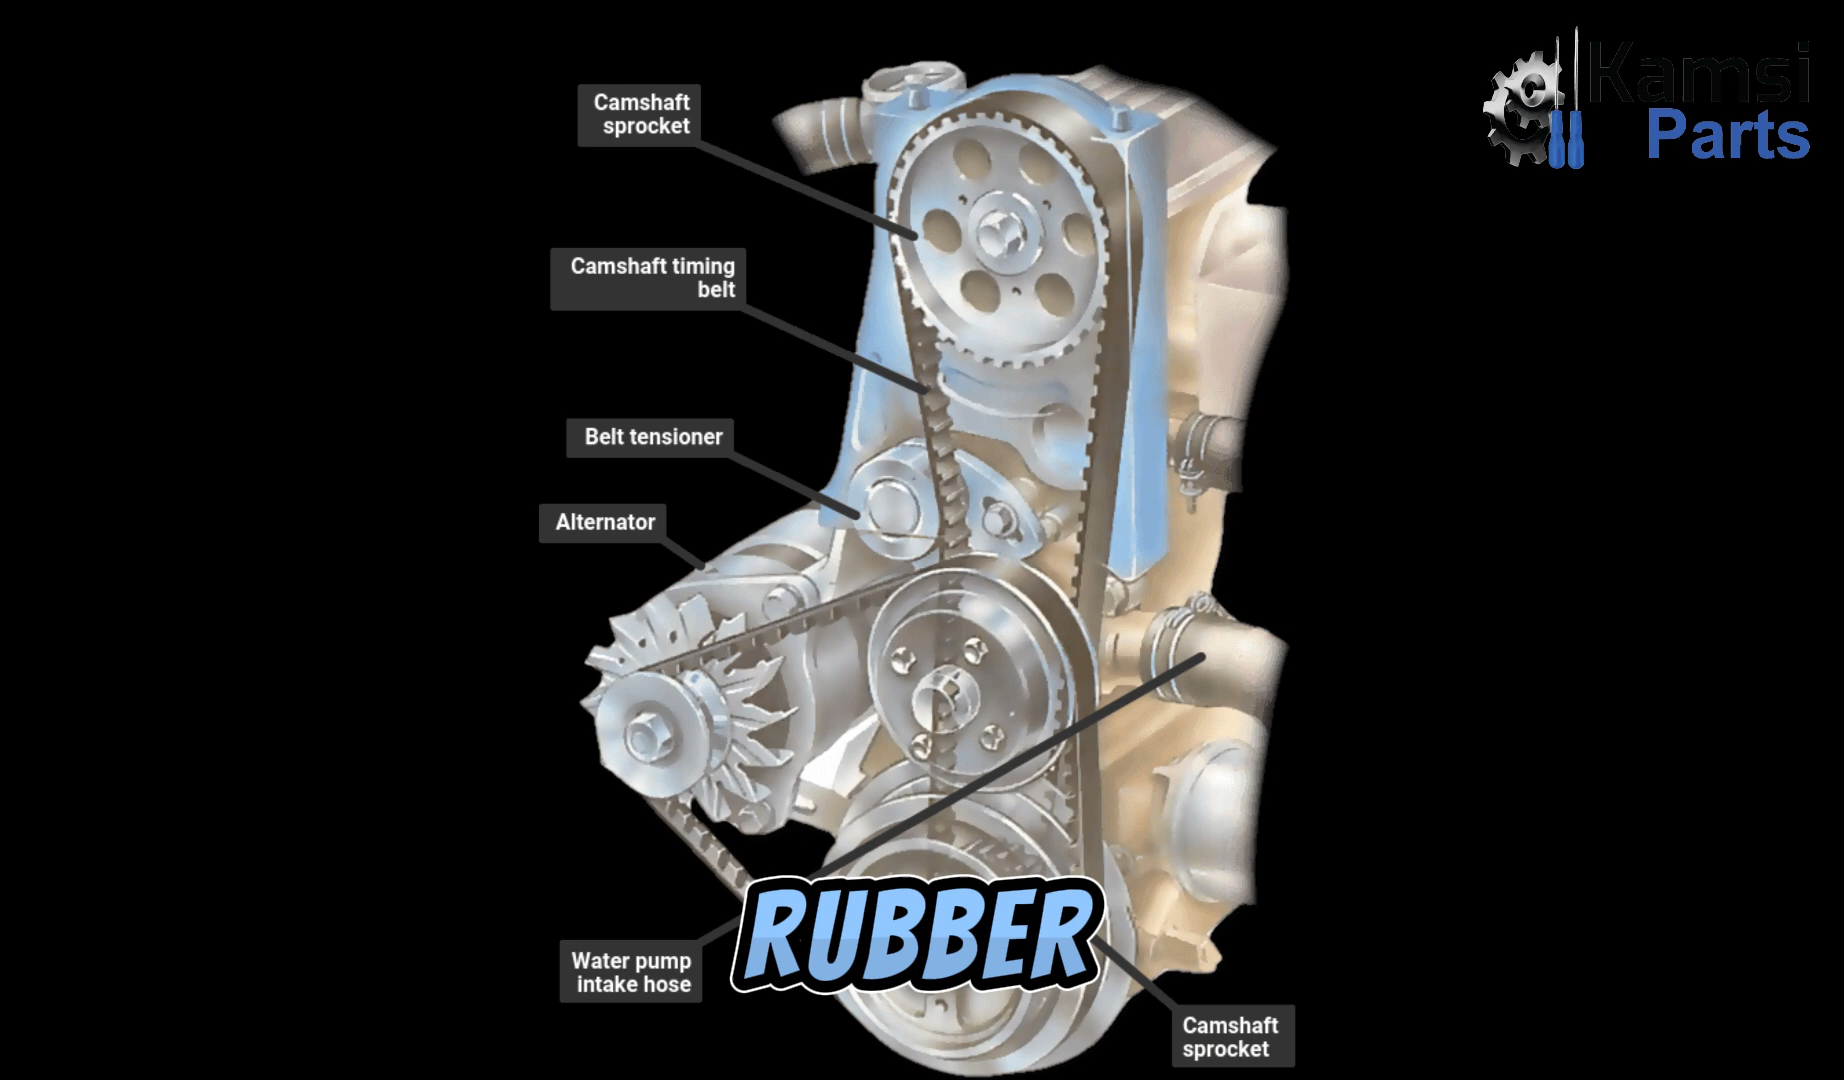 Kamsi
Parts
Camshaft
sprocket
Camshaft timing
belt
Belt tensioner
Alternator
RUBBER
Water pump
intake hose
Camshaft
sprocket